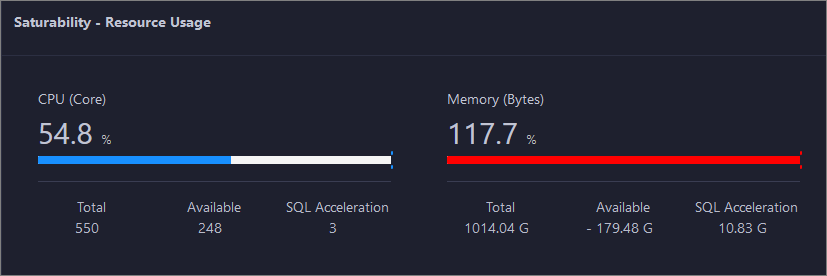 Saturability - Resource Usage
CPU (Core)
54.8 %
Total Available SQL Acceleration
550 248 3
Memory (Bytes)
117.7 %
Total Available SQL Acceleration
1014.04 G - 179.48 G 10.83 G